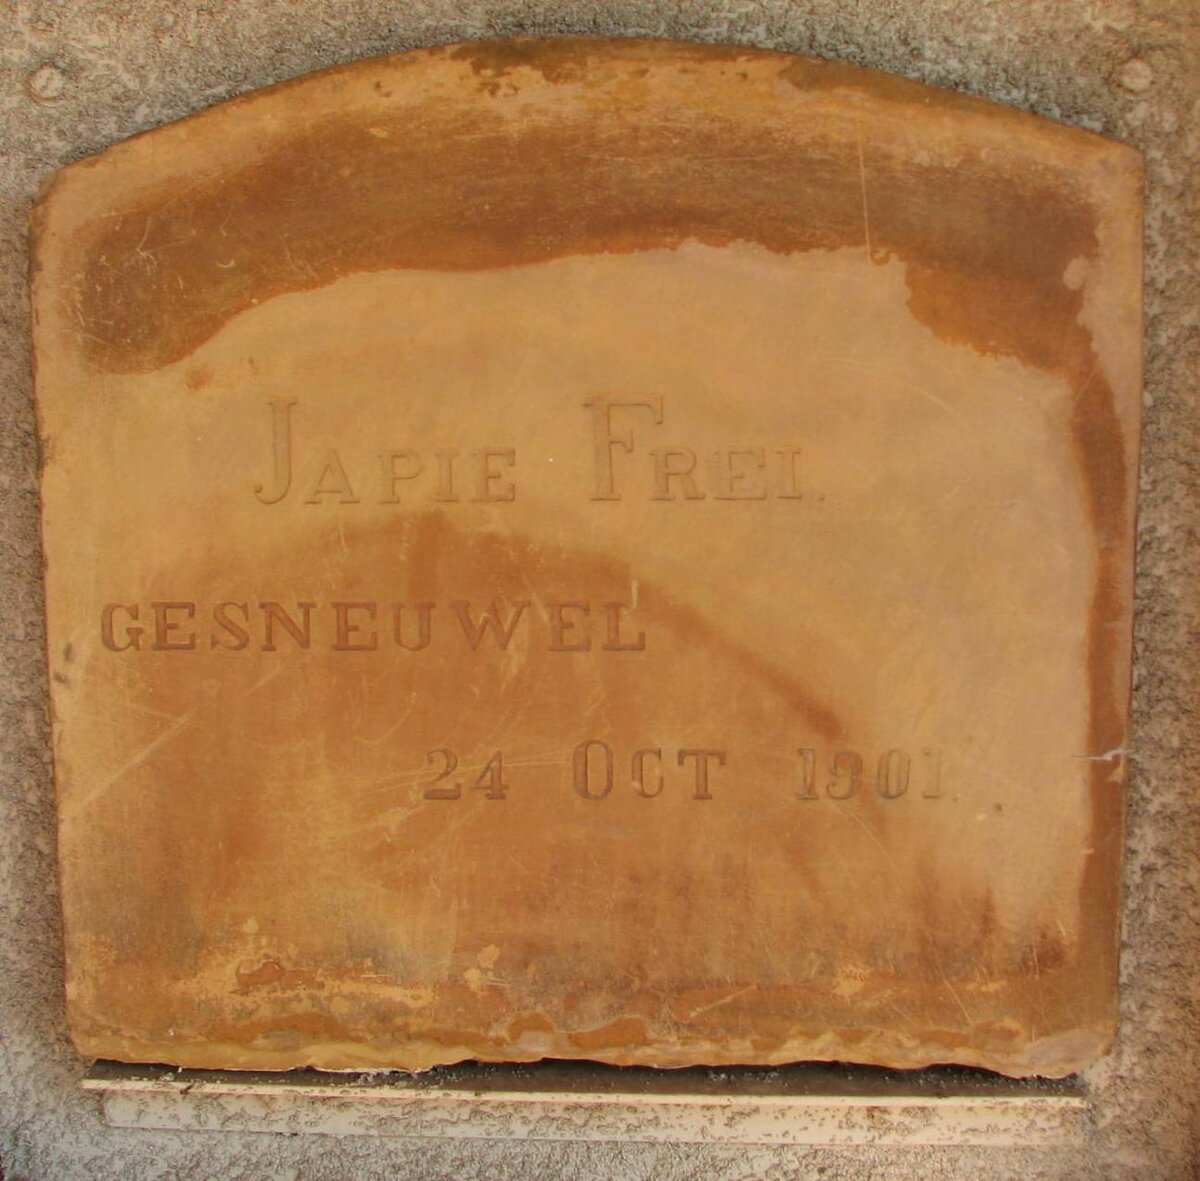 Japie Frei.
GESNEUWEL
24 Oct 1901.